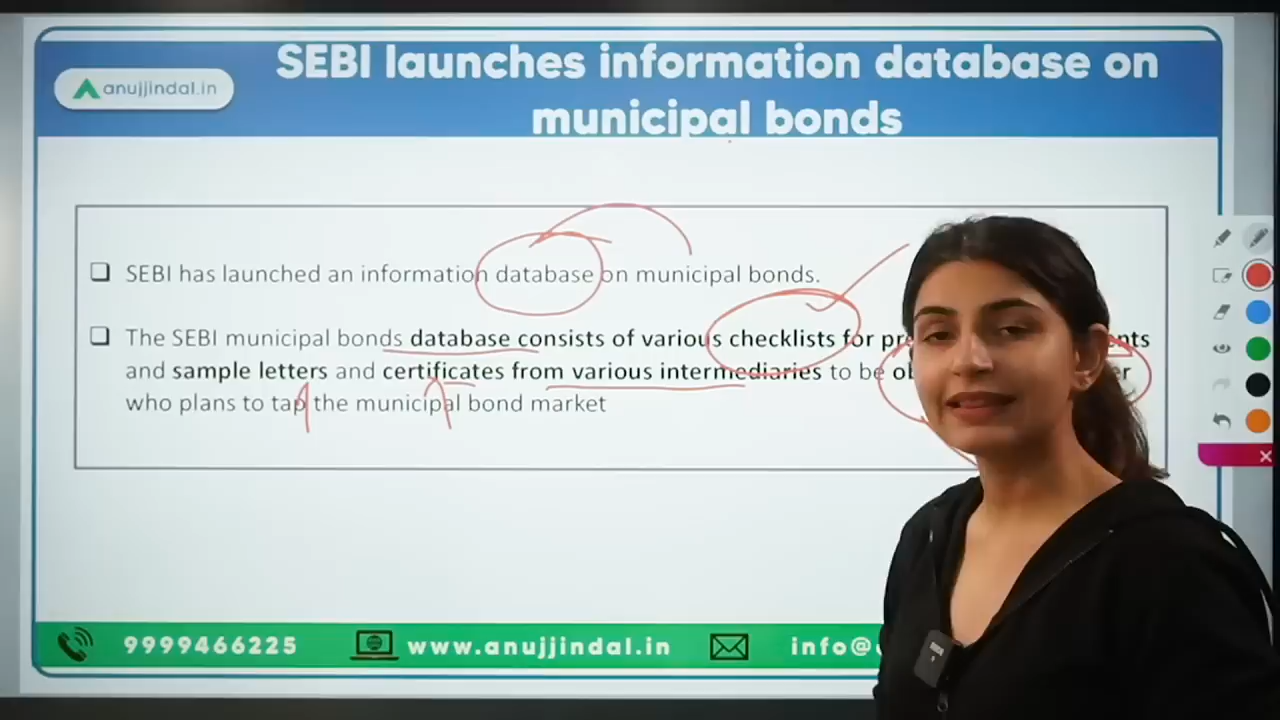 SEBI launches information database on
municipal bonds
anujjindal.in
SEBI has launched an information database on municipal bonds.
The SEBI municipal bonds database consists of various checklists for
and sample letters and certificates from various intermediaries to be
who plans to tap the municipal bond market
9999466225 www.anujjindal.in info@